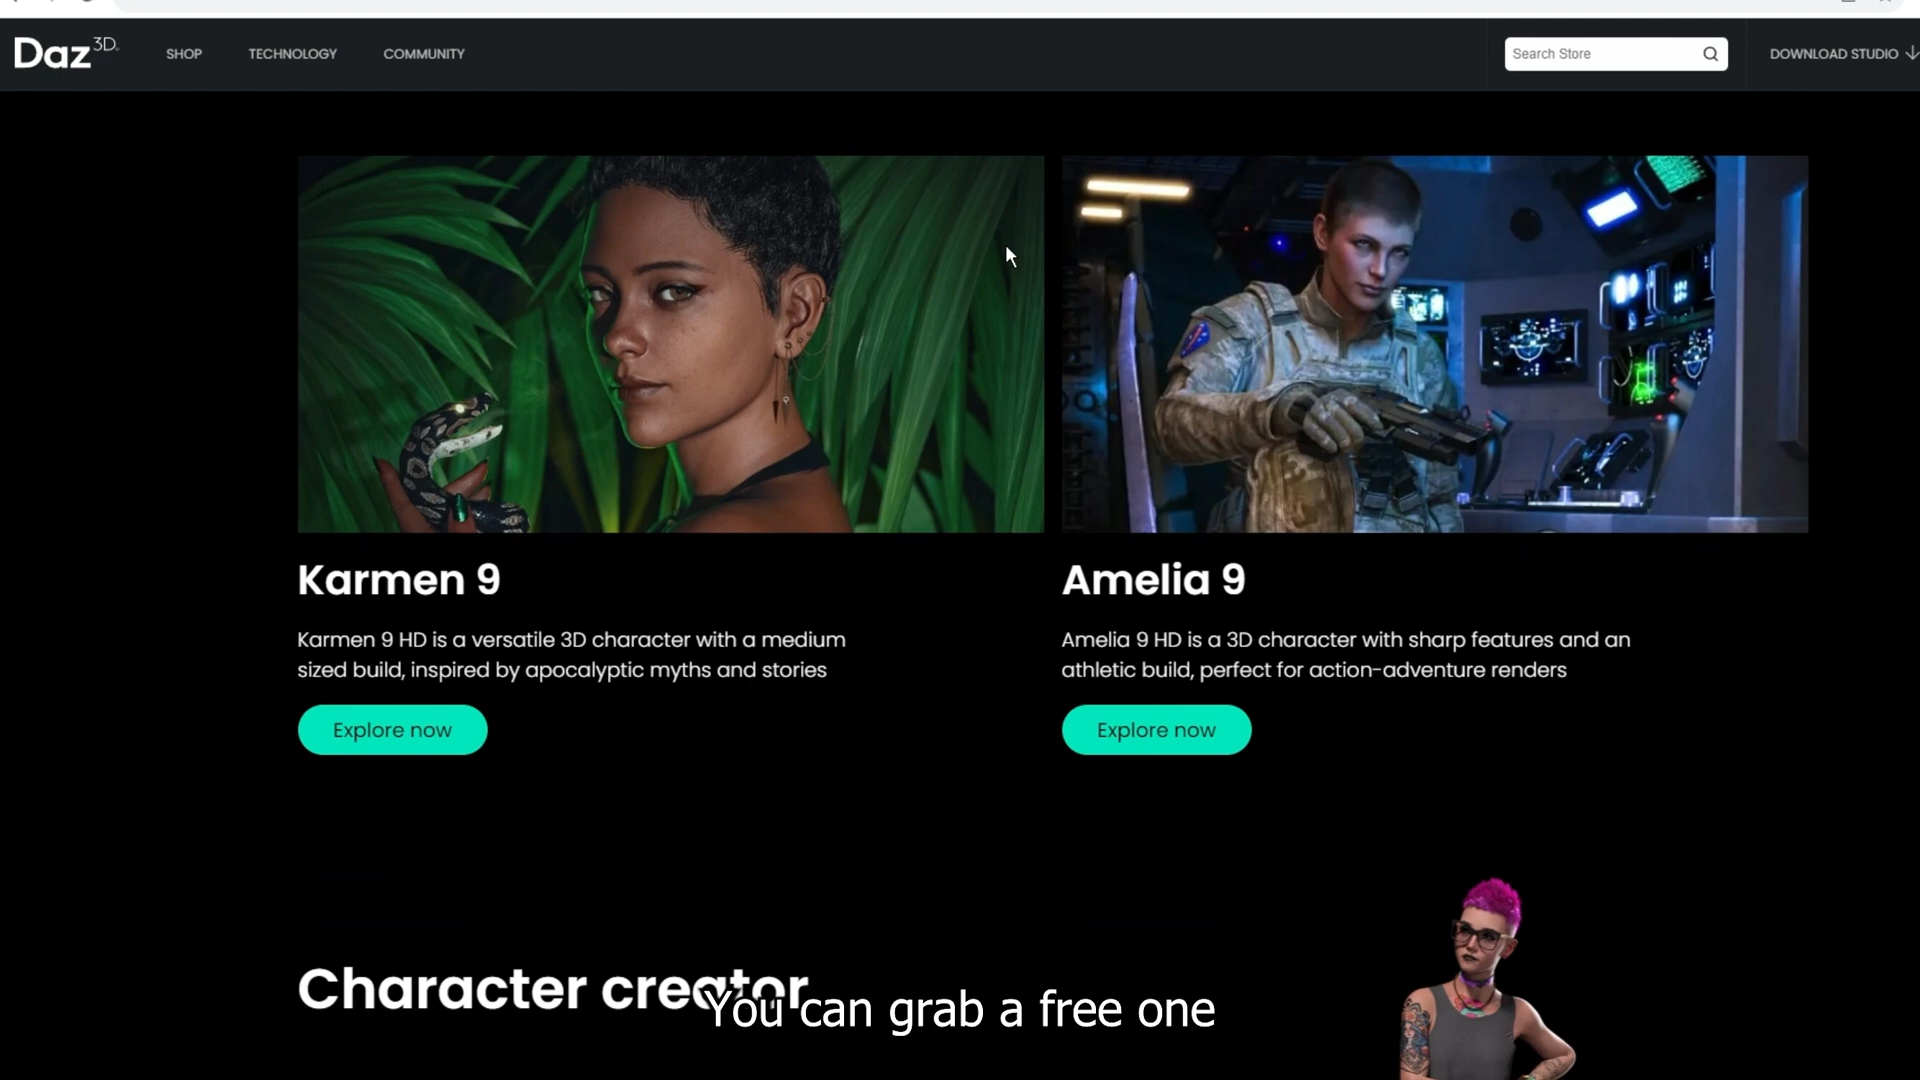 Daz 3D
SHOP
TECHNOLOGY
COMMUNITY
Search Store
DOWNLOAD STUDIO
Karmen 9
Karmen 9 HD is a versatile 3D character with a medium
sized build, inspired by apocalyptic myths and stories
Explore now
Amelia 9
Amelia 9 HD is a 3D character with sharp features and an
athletic build, perfect for action-adventure renders
Explore now
Character creator
You can grab a free one